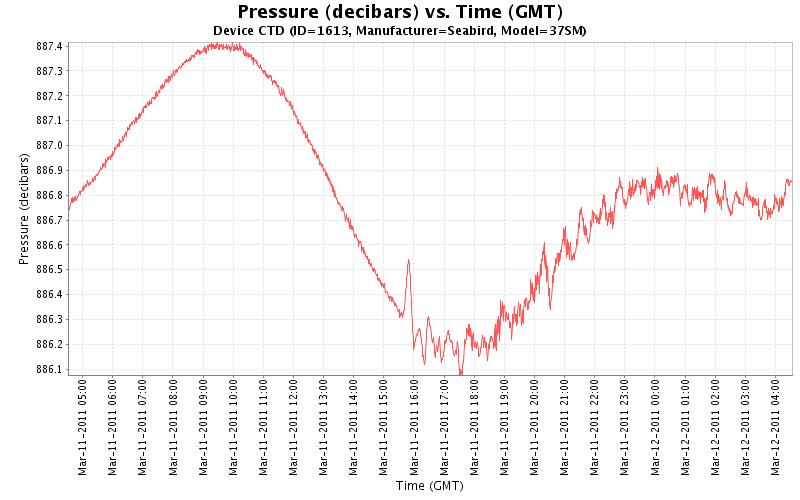 Pressure (decibars) vs. Time (GMT)
Device CTD (ID=1613, Manufacturer=Seabird, Model=37SM)
Pressure (decibars)
887.4
887.3
887.2
887.1
887.0
886.9
886.8
886.7
886.6
886.5
886.4
886.3
886.2
886.1
Mar-11-2011 05:00
Mar-11-2011 06:00
Mar-11-2011 07:00
Mar-11-2011 08:00
Mar-11-2011 09:00
Mar-11-2011 10:00
Mar-11-2011 11:00
Mar-11-2011 12:00
Mar-11-2011 13:00
Mar-11-2011 14:00
Mar-11-2011 15:00
Mar-11-2011 16:00
Mar-11-2011 17:00
Mar-11-2011 18:00
Mar-11-2011 19:00
Mar-11-2011 20:00
Mar-11-2011 21:00
Mar-11-2011 22:00
Mar-11-2011 23:00
Mar-12-2011 00:00
Mar-12-2011 01:00
Mar-12-2011 02:00
Mar-12-2011 03:00
Mar-12-2011 04:00
Time (GMT)